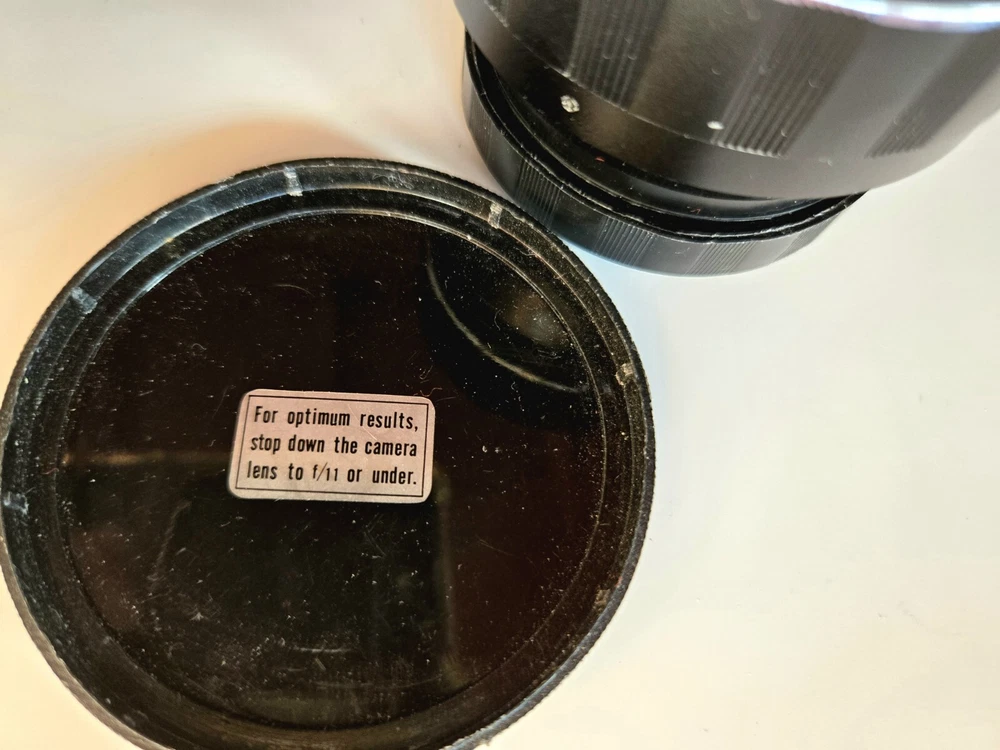 For optimum results,
stop down the camera
lens to f/11 or under.